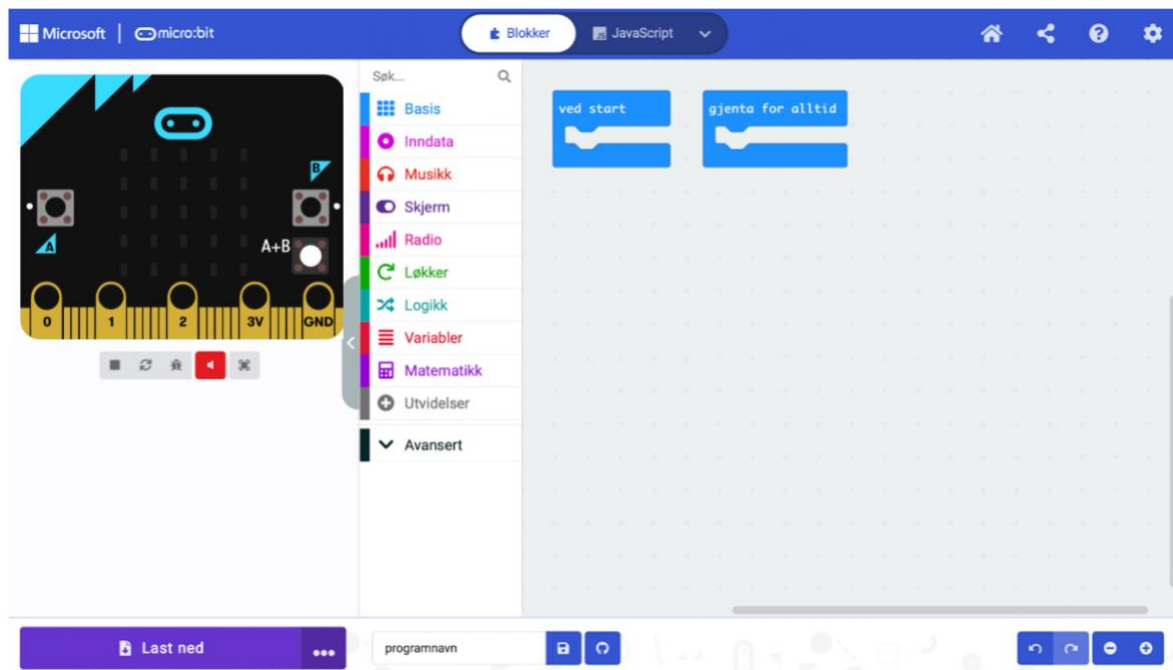 Microsoft | micro:bit
Blokker
JavaScript
Søk...
Basis
Inndata
Musikk
Skjerm
Radio
Løkker
Logikk
Variabler
Matematikk
Utvidelser
Avansert
B
A
A+B
0 1 2 3V GND
ved start
gjenta for alltid
Last ned
programnavn